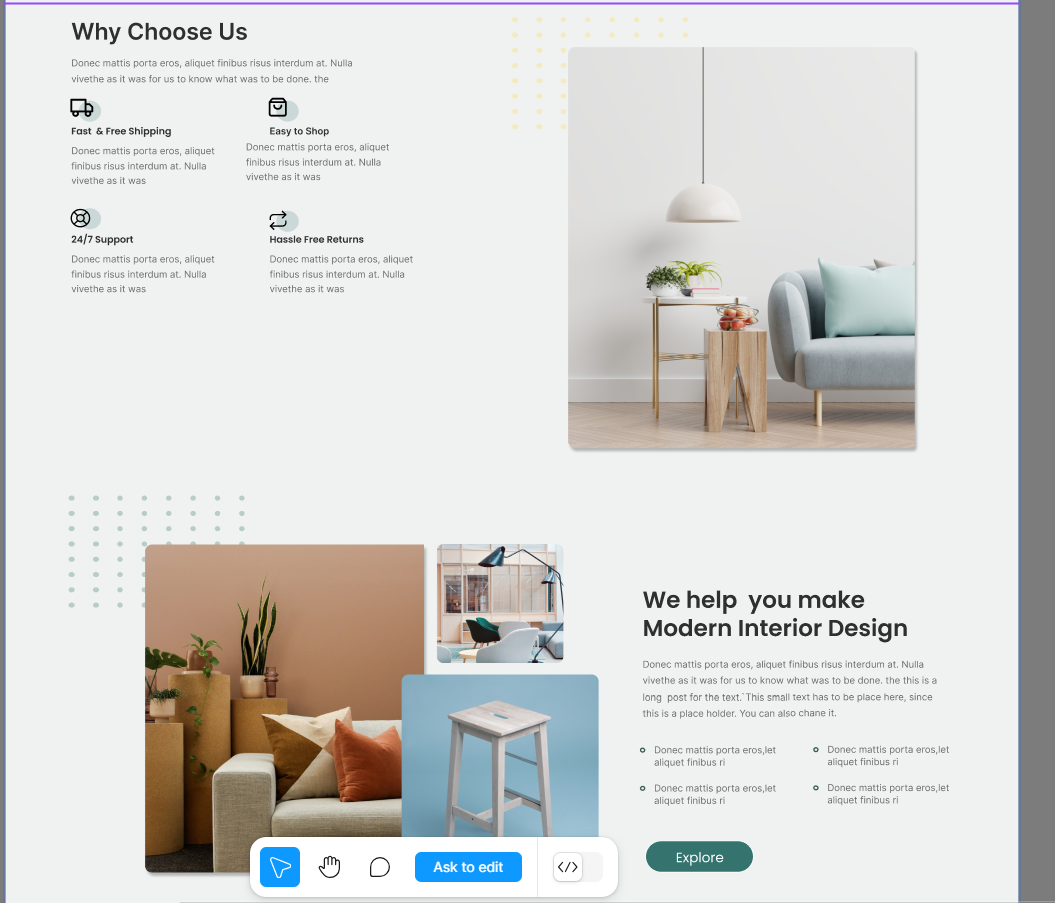 Why Choose Us
Donec mattis porta eros, aliquet finibus risus interdum at. Nulla
vivethe as it was for us to know what was to be done. the
Fast  & Free Shipping
Donec mattis porta eros, aliquet
finibus risus interdum at. Nulla
vivethe as it was
Easy to Shop
Donec mattis porta eros, aliquet
finibus risus interdum at. Nulla
vivethe as it was
24/7 Support
Donec mattis porta eros, aliquet
finibus risus interdum at. Nulla
vivethe as it was
Hassle Free Returns
Donec mattis porta eros, aliquet
finibus risus interdum at. Nulla
vivethe as it was
We help  you make
Modern Interior Design
Donec mattis porta eros, aliquet finibus risus interdum at. Nulla
vivethe as it was for us to know what was to be done. the this is a
long  post for the text.`This small text has to be place here, since
this is a place holder. You can also chane it.
Donec mattis porta eros,let
aliquet finibus ri
Donec mattis porta eros,let
aliquet finibus ri
Donec mattis porta eros,let
aliquet finibus ri
Donec mattis porta eros,let
aliquet finibus ri
Explore
Ask to edit
</>